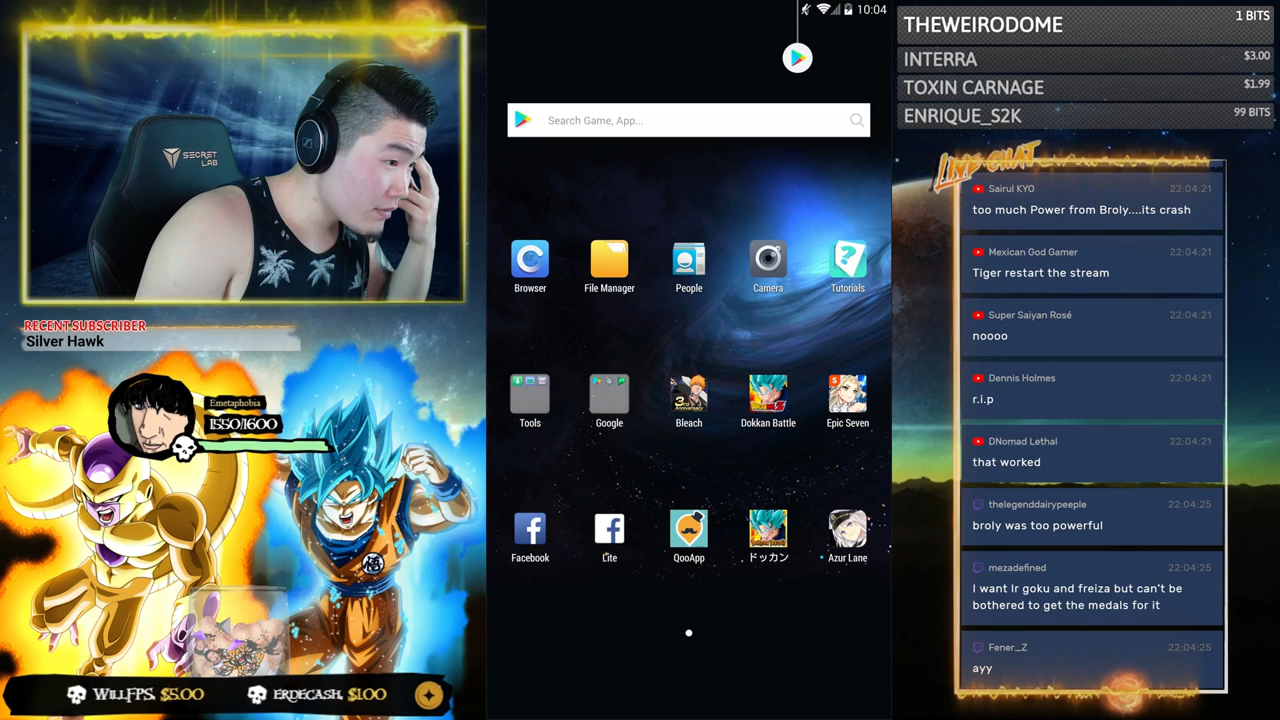 SECRET
LAB
RECENT SUBSCRIBER
Silver Hawk
Emetaphobia
1550/1600
悟
WillFPS, $5.00
Erdecash, $1.00
10:04
Search Game, App...
Browser
File Manager
People
Camera
Tutorials
Tools
Google
Bleach
Dokkan Battle
Epic Seven
3rd
Anniversary
Facebook
Lite
QooApp
ドッカン
Azur Lane
THEWEIRODOME
1 BITS
INTERRA
$3.00
TOXIN CARNAGE
$1.99
ENRIQUE_S2K
99 BITS
LIVE CHAT
Sairul KYO
22:04:21
too much Power from Broly....its crash
Mexican God Gamer
22:04:21
Tiger restart the stream
Super Saiyan Rosé
22:04:21
noooo
Dennis Holmes
22:04:21
r.i.p
DNomad Lethal
22:04:21
that worked
thelegenddairypeeple
22:04:25
broly was too powerful
mezadefined
22:04:25
I want lr goku and freiza but can't be
bothered to get the medals for it
Fener_Z
22:04:25
ayy